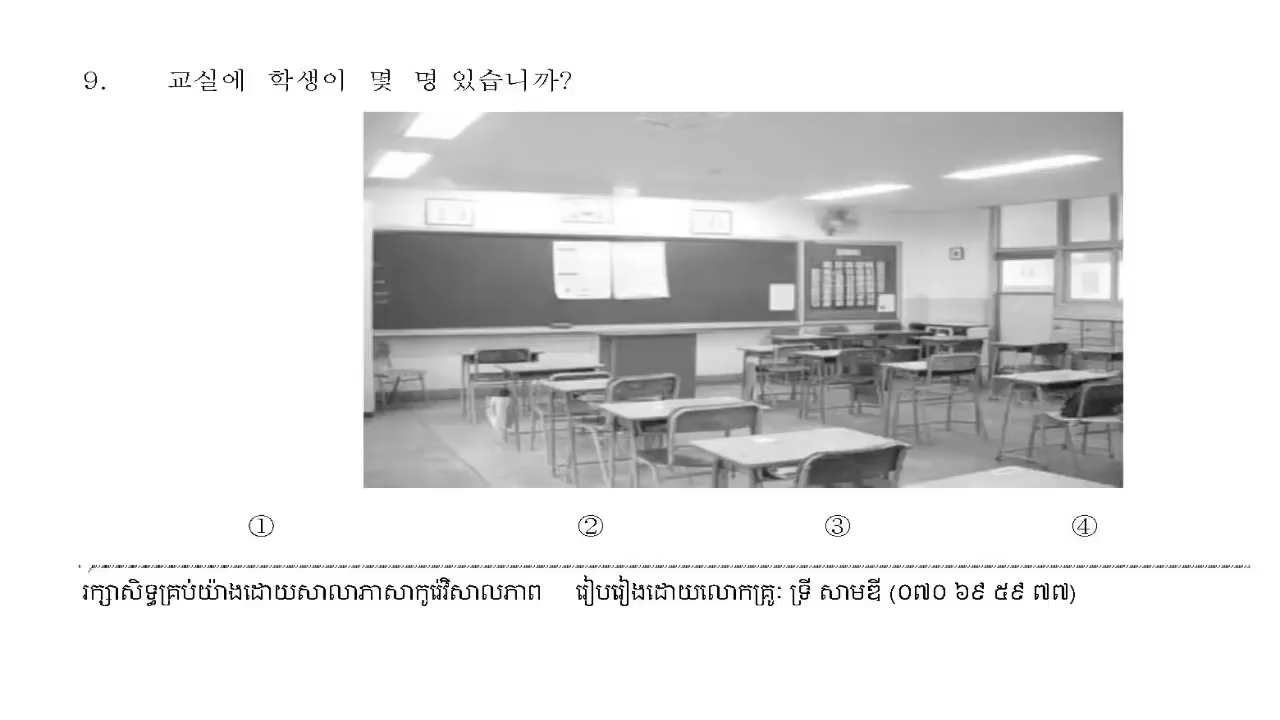 9. 교실에 학생이 몇 명 있습니까?
① ② ③ ④
រក្សាសិទ្ធគ្រប់យ៉ាងដោយសាលាភាសាកូរ៉េវិសាលភាព រៀបរៀងដោយលោកគ្រូៈ ទ្រី សាមឌី (០៧០ ៦៩ ៥៩ ៧៧)